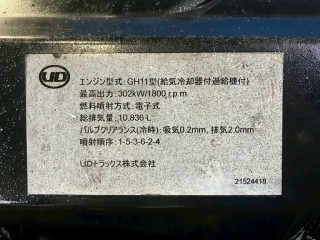 UD
エンジン型式:GH11型(給気冷却器付過給機付)
最高出力:302kW/1800r.p.m
燃料噴射方式:電子式
総排気量:10.836L
バルブクリアランス(冷時):吸気0.2mm, 排気2.0mm
噴射順序:1-5-3-6-2-4
UDトラックス株式会社
21524418